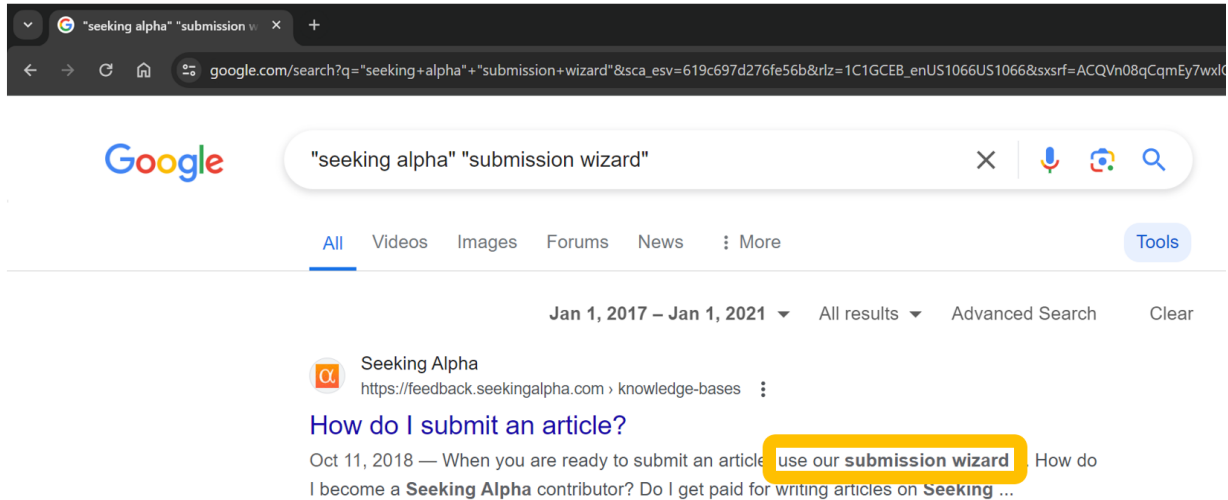 "seeking alpha" "submission w
google.com/search?q="seeking+alpha"+"submission+wizard"&sca_esv=619c697d276fe56b&rlz=1C1GCEB_enUS1066US1066&sxsrf=ACQVn08qCqmEy7wxl
Google
"seeking alpha" "submission wizard"
All Videos Images Forums News More Tools
Jan 1, 2017 – Jan 1, 2021 All results Advanced Search Clear
Seeking Alpha
https://feedback.seekingalpha.com › knowledge-bases
How do I submit an article?
Oct 11, 2018 — When you are ready to submit an article use our submission wizard . How do
I become a Seeking Alpha contributor? Do I get paid for writing articles on Seeking ...